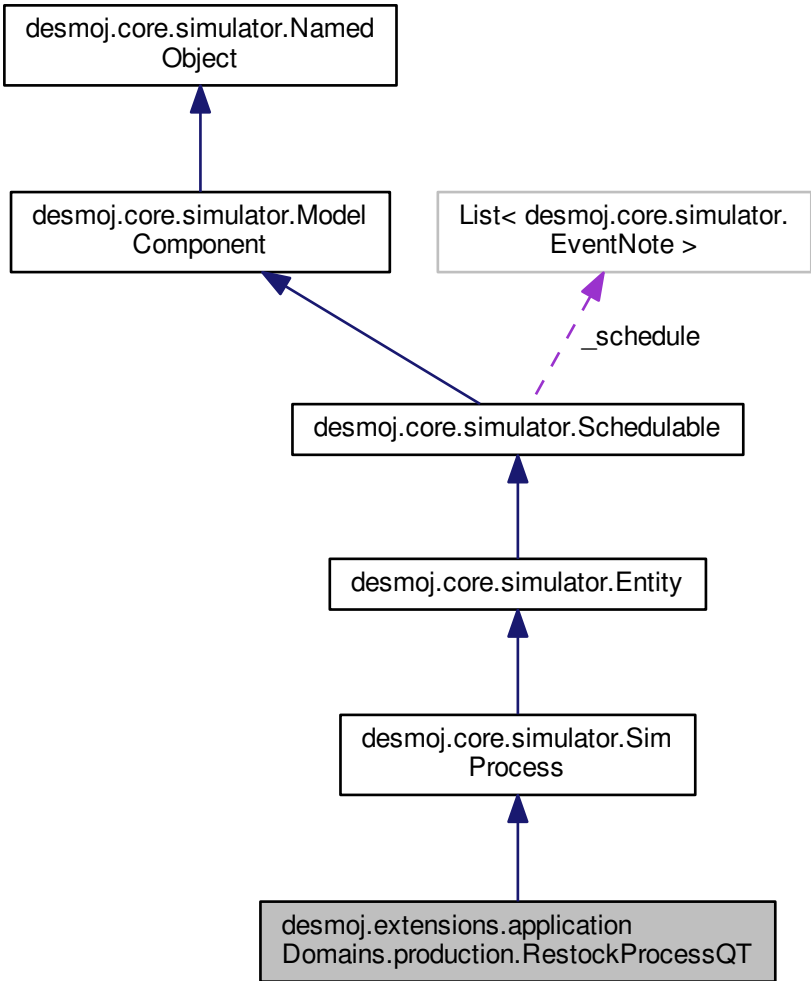 desmoj.core.simulator.Named
Object
desmoj.core.simulator.Model
Component
List< desmoj.core.simulator.
EventNote >
_schedule
desmoj.core.simulator.Schedulable
desmoj.core.simulator.Entity
desmoj.core.simulator.Sim
Process
desmoj.extensions.application
Domains.production.RestockProcessQT